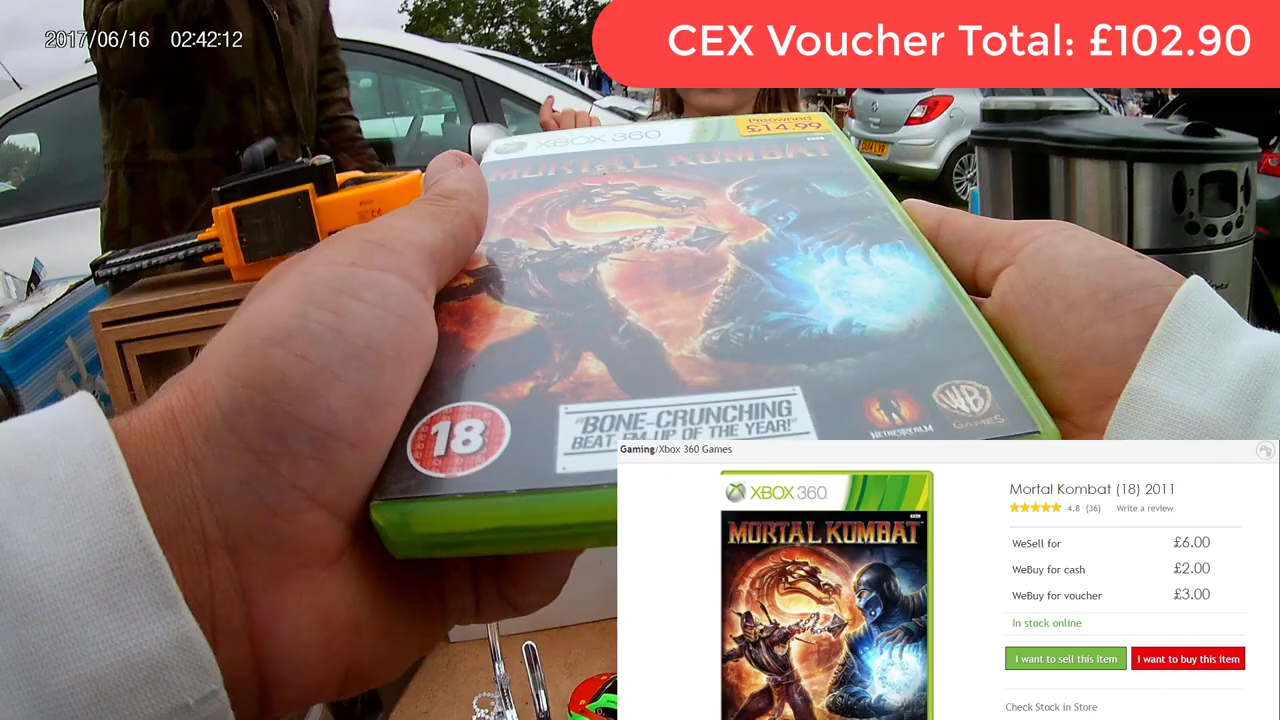 2017/06/16 02:42:12
CEX Voucher Total: £102.90
Preowned
£14.99
XBOX 360
MORTAL KOMBAT
18
"BONE-CRUNCHING
BEAT 'EM UP OF THE YEAR!"
NETHERREALM
WB
GAMES
Gaming/Xbox 360 Games
XBOX 360
MORTAL KOMBAT
Mortal Kombat (18) 2011
4.8 (36) Write a review
WeSell for £6.00
WeBuy for cash £2.00
WeBuy for voucher £3.00
In stock online
I want to sell this item I want to buy this item
Check Stock in Store